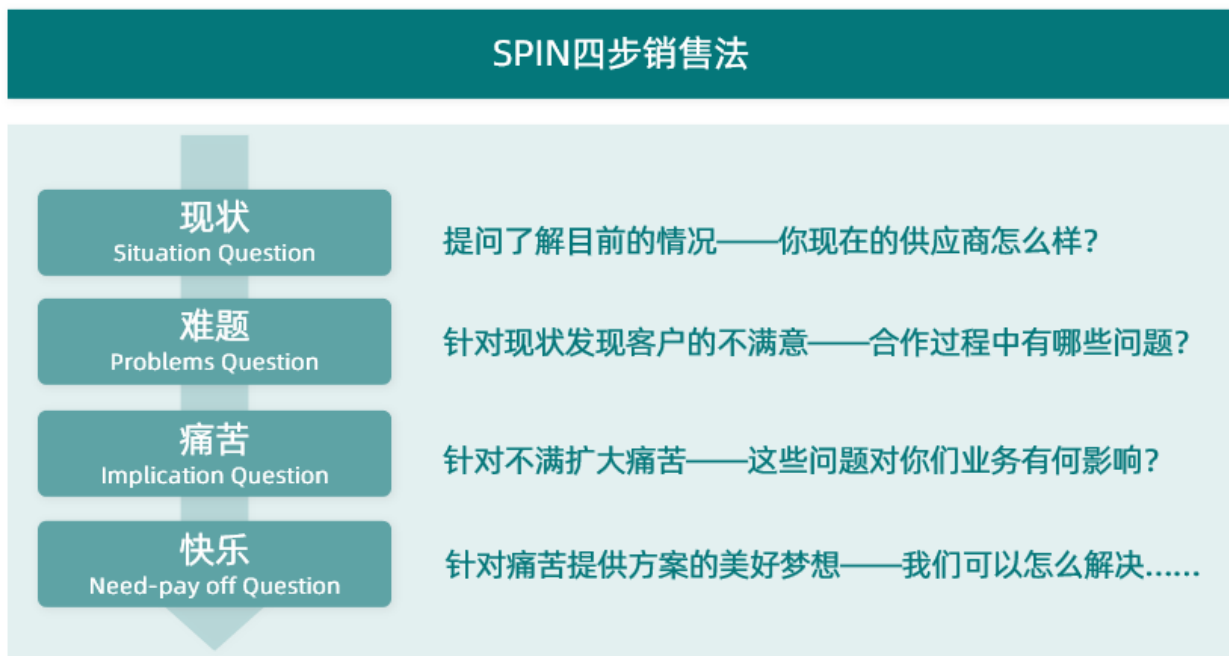 SPIN四步销售法
现状
Situation Question
提问了解目前的情况——你现在的供应商怎么样?
难题
Problems Question
针对现状发现客户的不满意——合作过程中有哪些问题?
痛苦
Implication Question
针对不满扩大痛苦——这些问题对你们业务有何影响?
快乐
Need-pay off Question
针对痛苦提供方案的美好梦想——我们可以怎么解决......